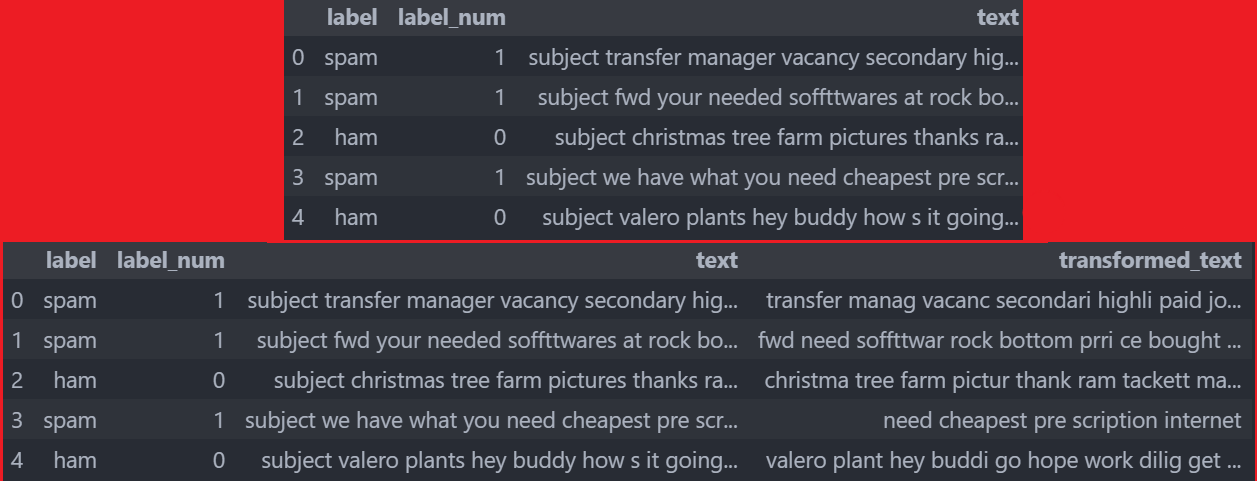 label label_num text
0 spam 1 subject transfer manager vacancy secondary hig...
1 spam 1 subject fwd your needed soffttwares at rock bo...
2 ham 0 subject christmas tree farm pictures thanks ra...
3 spam 1 subject we have what you need cheapest pre scr...
4 ham 0 subject valero plants hey buddy how s it going...
label label_num text transformed_text
0 spam 1 subject transfer manager vacancy secondary hig... transfer manag vacanc secondari highli paid jo...
1 spam 1 subject fwd your needed soffttwares at rock bo... fwd need soffttwar rock bottom prri ce bought ...
2 ham 0 subject christmas tree farm pictures thanks ra... christma tree farm pictur thank ram tackett ma...
3 spam 1 subject we have what you need cheapest pre scr... need cheapest pre scription internet
4 ham 0 subject valero plants hey buddy how s it going... valero plant hey buddi go hope work dilig get ...